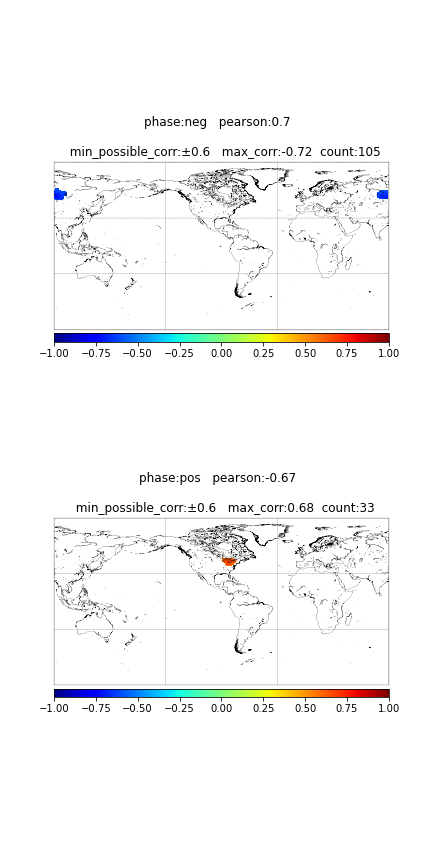 phase:neg   pearson:0.7
min_possible_corr:±0.6   max_corr:-0.72  count:105
−1.00 −0.75 −0.50 −0.25 0.00 0.25 0.50 0.75 1.00
phase:pos   pearson:-0.67
min_possible_corr:±0.6   max_corr:0.68  count:33
−1.00 −0.75 −0.50 −0.25 0.00 0.25 0.50 0.75 1.00